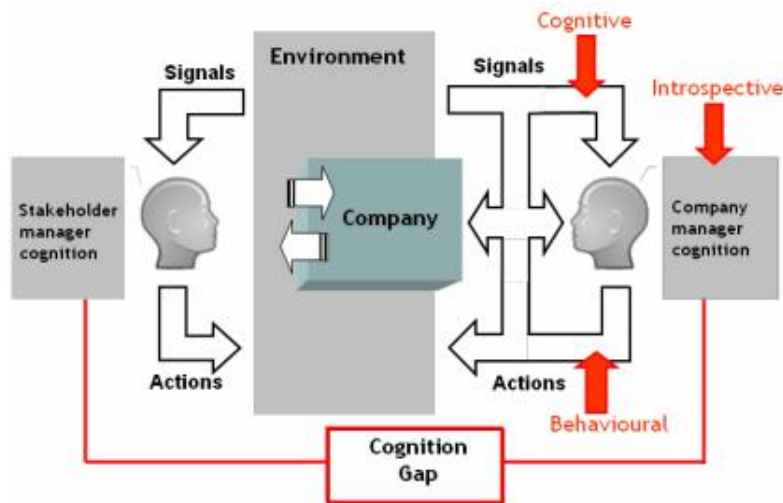 Cognitive
Environment
Signals
Signals
Introspective
Stakeholder
manager
cognition
Company
Company
manager
cognition
Actions
Actions
Behavioural
Cognition
Gap